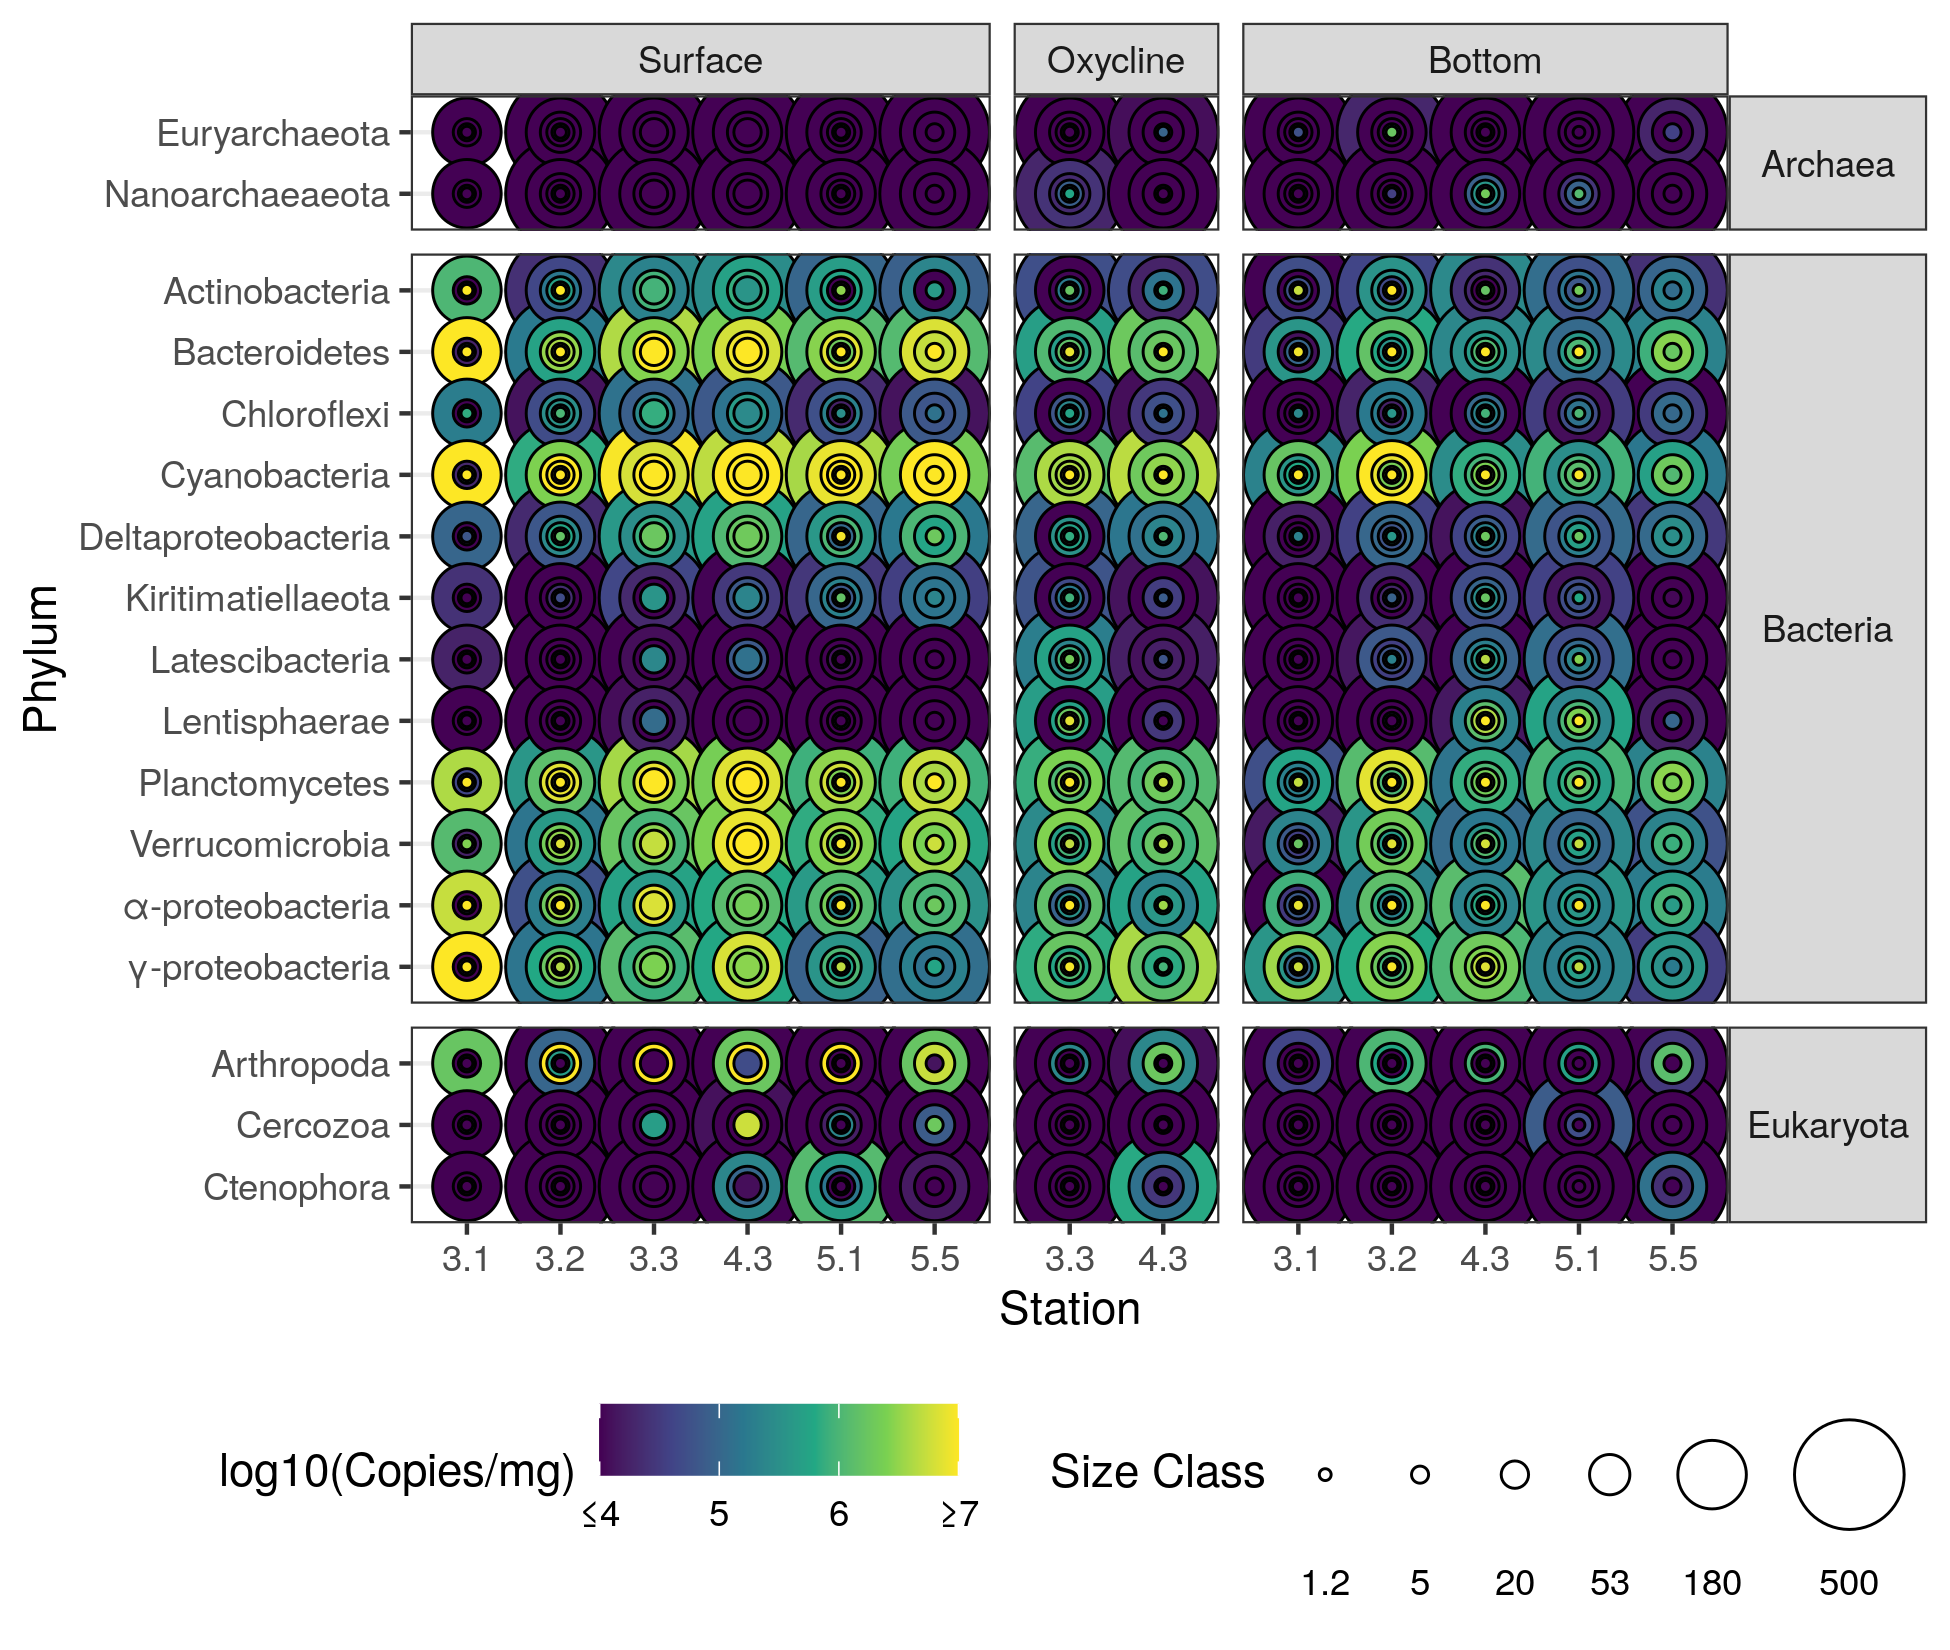 Surface Oxycline Bottom
Euryarchaeota
Nanoarchaeaeota
Archaea
Actinobacteria
Bacteroidetes
Chloroflexi
Cyanobacteria
Deltaproteobacteria
Kiritimatiellaeota
Latescibacteria
Lentisphaerae
Planctomycetes
Verrucomicrobia
α-proteobacteria
γ-proteobacteria
Bacteria
Arthropoda
Cercozoa
Ctenophora
Eukaryota
Phylum
3.1 3.2 3.3 4.3 5.1 5.5 3.3 4.3 3.1 3.2 4.3 5.1 5.5
Station
log10(Copies/mg)
≤4 5 6 ≥7
Size Class
1.2 5 20 53 180 500